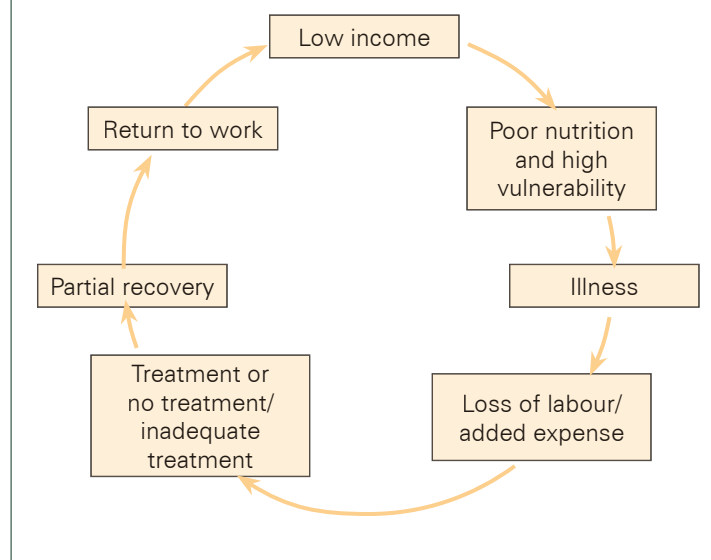 Low income
Poor nutrition
and high
vulnerability
Illness
Loss of labour/
added expense
Treatment or
no treatment/
inadequate
treatment
Partial recovery
Return to work